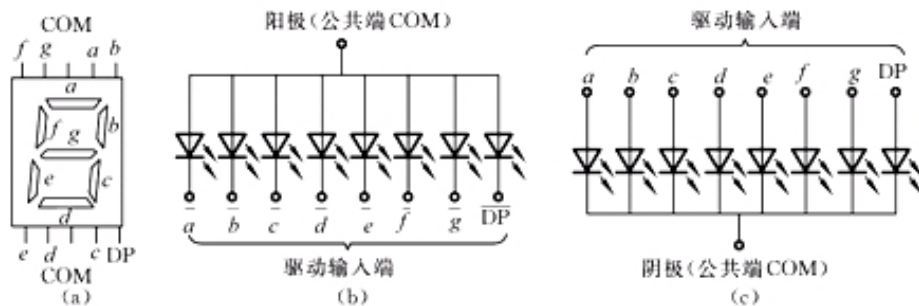 COM
f g a b
a
f g b
e c
d
e d c DP
COM
(a)
阳极(公共端COM)
a̅ b̅ c̅ d̅ e̅ f̅ g̅ D̅P̅
驱动输入端
(b)
驱动输入端
a b c d e f g DP
阴极(公共端COM)
(c)